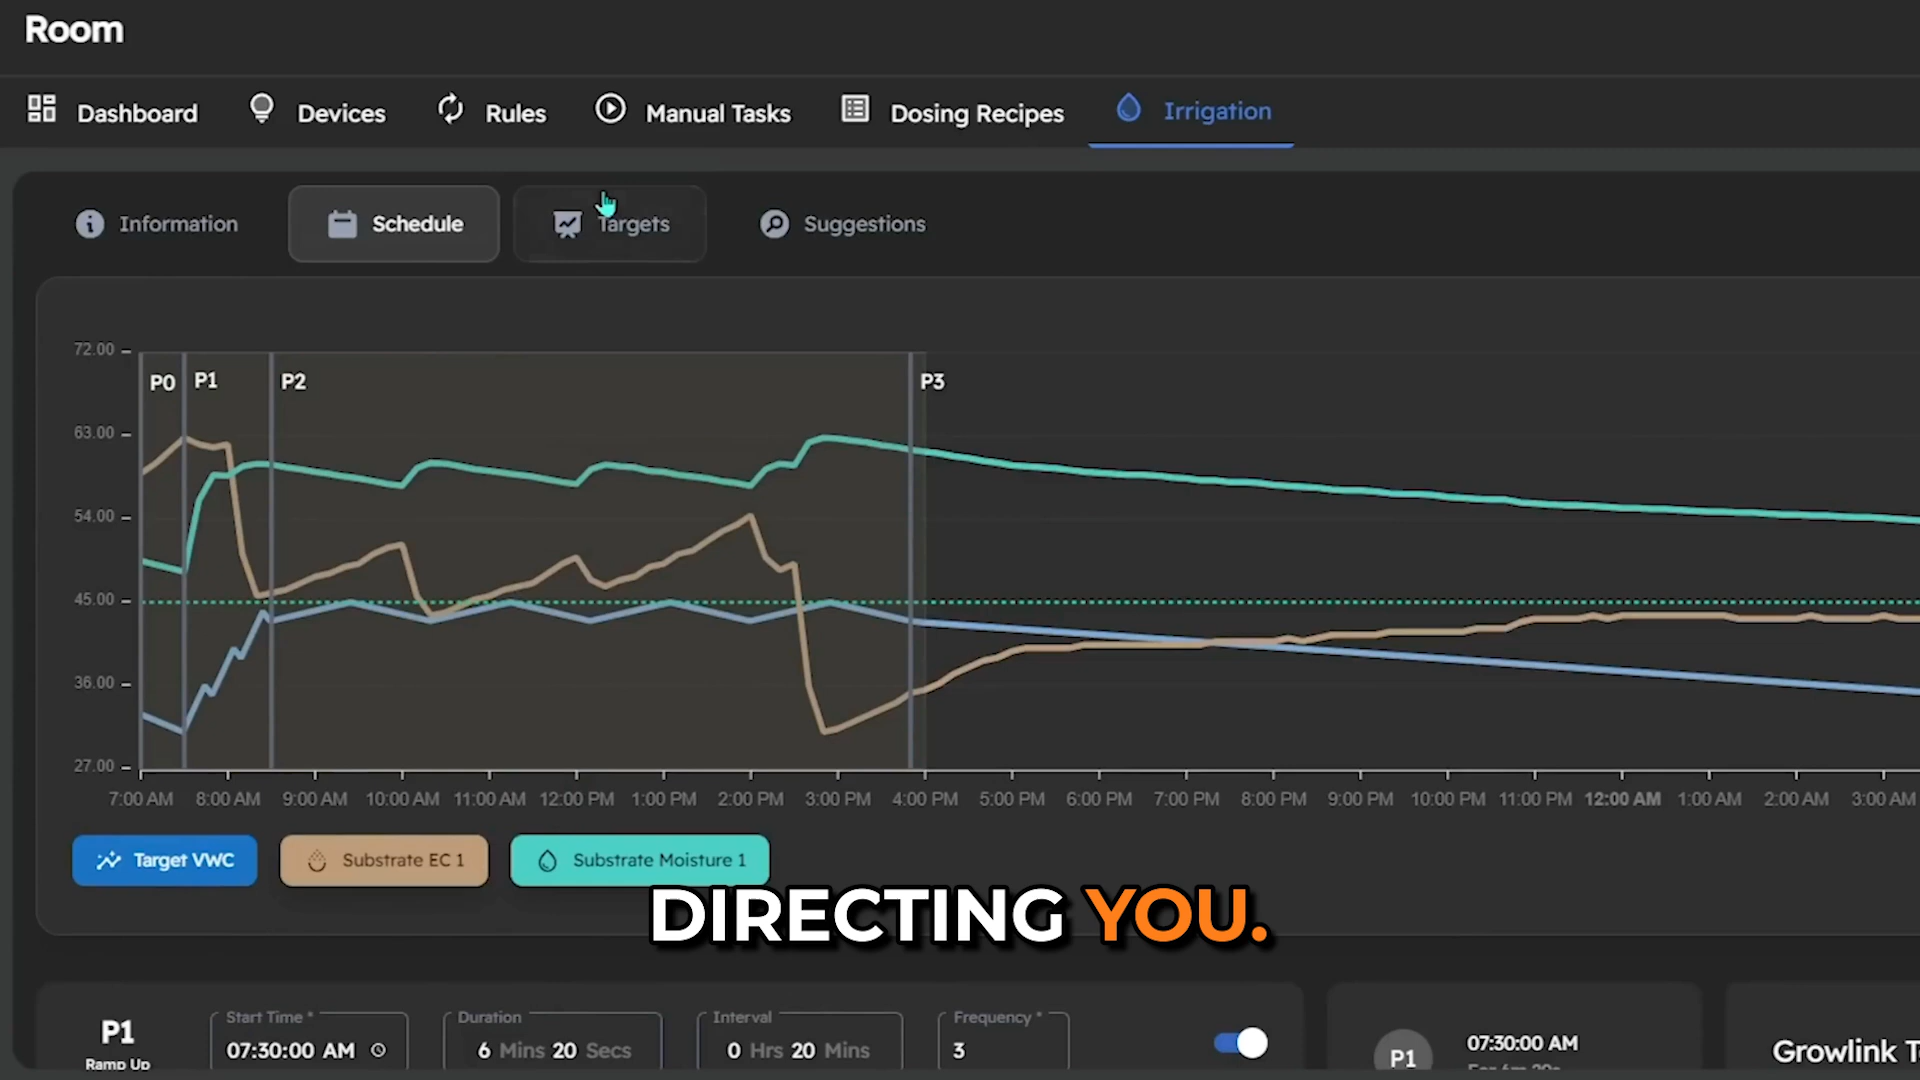 Room
Dashboard Devices Rules Manual Tasks Dosing Recipes Irrigation
Information Schedule Targets Suggestions
72.00
63.00
54.00
45.00
36.00
27.00
P0 P1 P2 P3
7:00 AM 8:00 AM 9:00 AM 10:00 AM 11:00 AM 12:00 PM 1:00 PM 2:00 PM 3:00 PM 4:00 PM 5:00 PM 6:00 PM 7:00 PM 8:00 PM 9:00 PM 10:00 PM 11:00 PM 12:00 AM 1:00 AM 2:00 AM 3:00 AM
Target VWC Substrate EC 1 Substrate Moisture 1
DIRECTING YOU.
P1
Ramp Up
Start Time *
07:30:00 AM
Duration
6 Mins 20 Secs
Interval
0 Hrs 20 Mins
Frequency *
3
P1
07:30:00 AM
Growlink